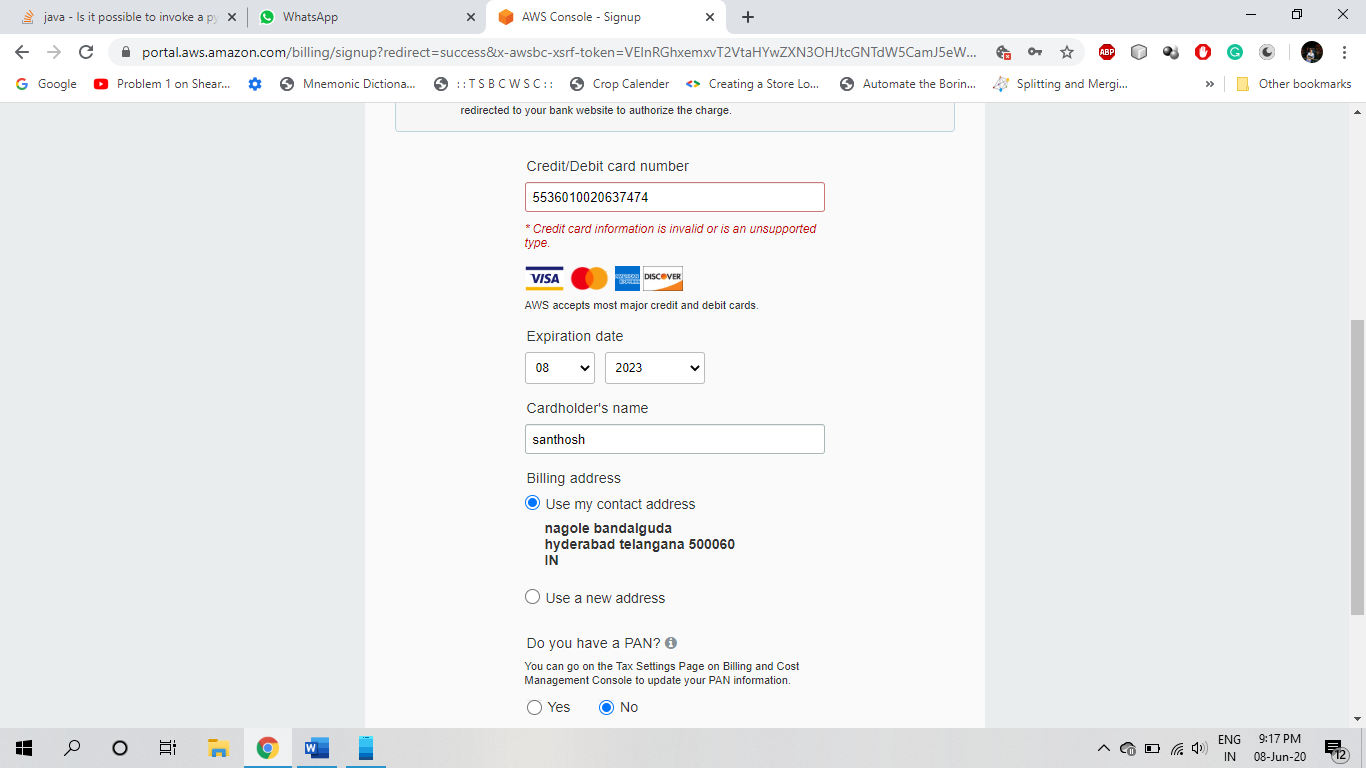 java - Is it possible to invoke a py
WhatsApp
AWS Console - Signup
portal.aws.amazon.com/billing/signup?redirect=success&x-awsbc-xsrf-token=VEInRGhxemxvT2VtaHYwZXN3OHJtcGNTdW5CamJ5eW...
ABP
G
Google
Problem 1 on Shear...
Mnemonic Dictiona...
: : T S B C W S C : :
Crop Calender
Creating a Store Lo...
Automate the Borin...
Splitting and Mergi...
»
Other bookmarks
redirected to your bank website to authorize the charge.
Credit/Debit card number
5536010020637474
* Credit card information is invalid or is an unsupported
type.
VISA
AMERICAN EXPRESS
DISCOVER
AWS accepts most major credit and debit cards.
Expiration date
08
2023
Cardholder's name
santhosh
Billing address
Use my contact address
nagole bandalguda
hyderabad telangana 500060
IN
Use a new address
Do you have a PAN?
You can go on the Tax Settings Page on Billing and Cost
Management Console to update your PAN information.
Yes
No
ENG
IN
9:17 PM
08-Jun-20
12